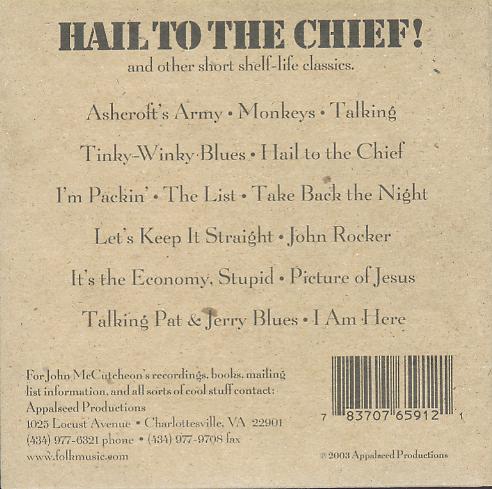 HAIL TO THE CHIEF!
and other short shelf-life classics.
Ashcroft's Army • Monkeys • Talking
Tinky-Winky Blues • Hail to the Chief
I'm Packin' • The List • Take Back the Night
Let's Keep It Straight • John Rocker
It's the Economy, Stupid • Picture of Jesus
Talking Pat & Jerry Blues • I Am Here
For John McCutcheon's recordings, books, mailing
list information, and all sorts of cool stuff contact:
Appalseed Productions
1025 Locust Avenue • Charlottesville, VA 22901
(434) 977-6321 phone • (434) 977-9708 fax
www.folkmusic.com
7 83707 65912 1
℗ 2003 Appalseed Productions